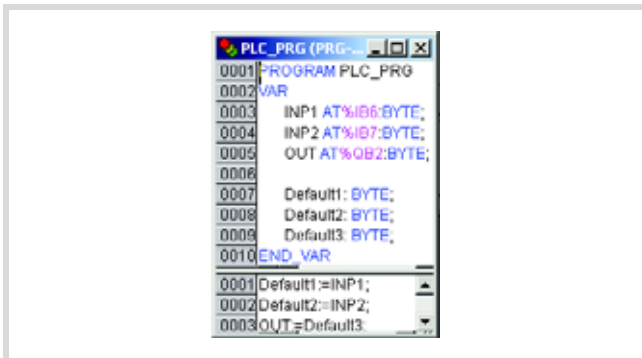 PLC_PRG (PRG-...
0001 PROGRAM PLC_PRG
0002 VAR
0003 INP1 AT%IB6:BYTE;
0004 INP2 AT%IB7:BYTE;
0005 OUT AT%QB2:BYTE;
0006
0007 Default1: BYTE;
0008 Default2: BYTE;
0009 Default3: BYTE;
0010 END_VAR
0001 Default1:=INP1;
0002 Default2:=INP2;
0003 OUT:=Default3;